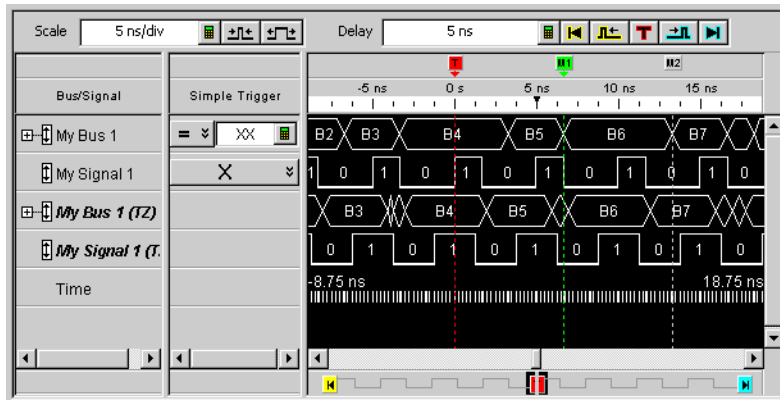 Scale 5 ns/div Delay 5 ns T
T M1 M2
Bus/Signal Simple Trigger -5 ns 0 s 5 ns 10 ns 15 ns
My Bus 1 = XX B2 B3 B4 B5 B6 B7
My Signal 1 X 1 0 1 0 1 0 1 0 1 0 1 0
My Bus 1 (TZ) B3 B4 B5 B6 B7
My Signal 1 (T. 0 1 0 1 0 1 0 1 0 1 0
Time -8.75 ns 18.75 ns